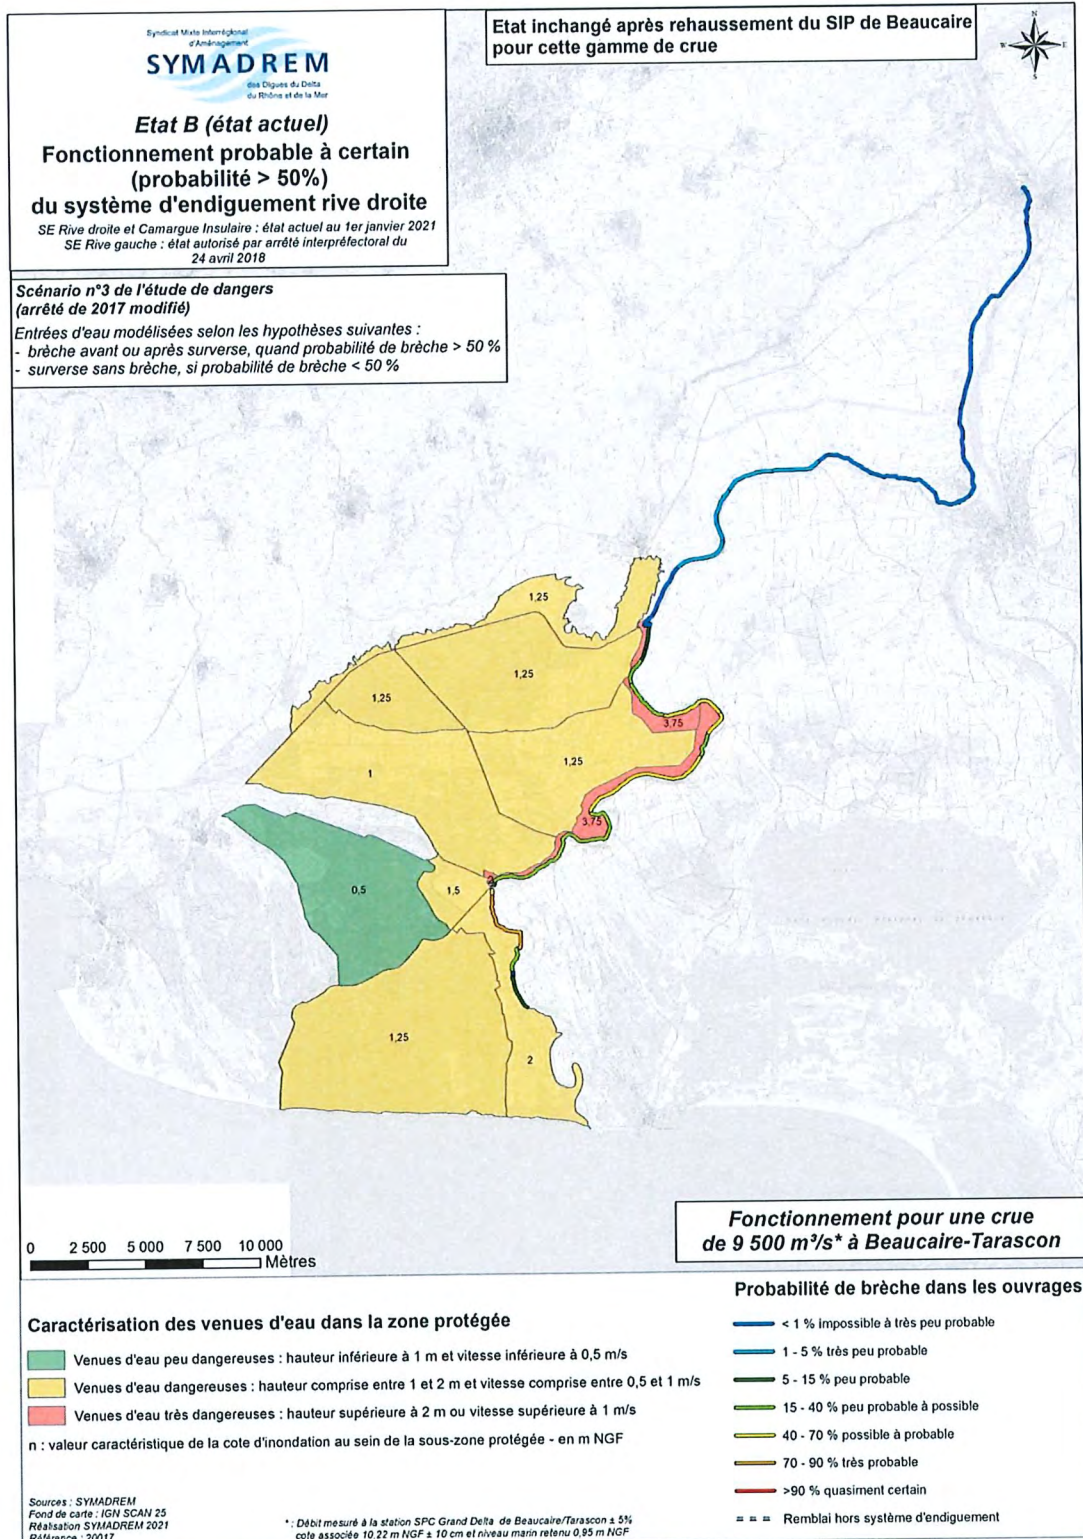 Syndicat Mixte Interrégional
d'Aménagement
SYMADREM
des Digues du Delta
du Rhône et de la Mer
Etat B (état actuel)
Fonctionnement probable à certain
(probabilité > 50%)
du système d'endiguement rive droite
SE Rive droite et Camargue Insulaire : état actuel au 1er janvier 2021
SE Rive gauche : état autorisé par arrêté interpréfectoral du
24 avril 2018
Etat inchangé après rehaussement du SIP de Beaucaire
pour cette gamme de crue
N
W E
S
Scénario n°3 de l'étude de dangers
(arrêté de 2017 modifié)
Entrées d'eau modélisées selon les hypothèses suivantes :
- brèche avant ou après surverse, quand probabilité de brèche > 50 %
- surverse sans brèche, si probabilité de brèche < 50 %
1,25
1,25
1,25
3,75
1,25
1
3,75
0,5
1,5
1,25
2
Fonctionnement pour une crue
de 9 500 m³/s* à Beaucaire-Tarascon
0 2 500 5 000 7 500 10 000
Mètres
Caractérisation des venues d'eau dans la zone protégée
Venues d'eau peu dangereuses : hauteur inférieure à 1 m et vitesse inférieure à 0,5 m/s
Venues d'eau dangereuses : hauteur comprise entre 1 et 2 m et vitesse comprise entre 0,5 et 1 m/s
Venues d'eau très dangereuses : hauteur supérieure à 2 m ou vitesse supérieure à 1 m/s
n : valeur caractéristique de la cote d'inondation au sein de la sous-zone protégée - en m NGF
Probabilité de brèche dans les ouvrages
< 1 % impossible à très peu probable
1 - 5 % très peu probable
5 - 15 % peu probable
15 - 40 % peu probable à possible
40 - 70 % possible à probable
70 - 90 % très probable
>90 % quasiment certain
Remblai hors système d'endiguement
Sources : SYMADREM
Fond de carte : IGN SCAN 25
Réalisation SYMADREM 2021
Référence : 20017
* : Débit mesuré à la station SPC Grand Delta de Beaucaire/Tarascon ± 5%
cote associée 10,22 m NGF ± 10 cm et niveau marin retenu 0,95 m NGF